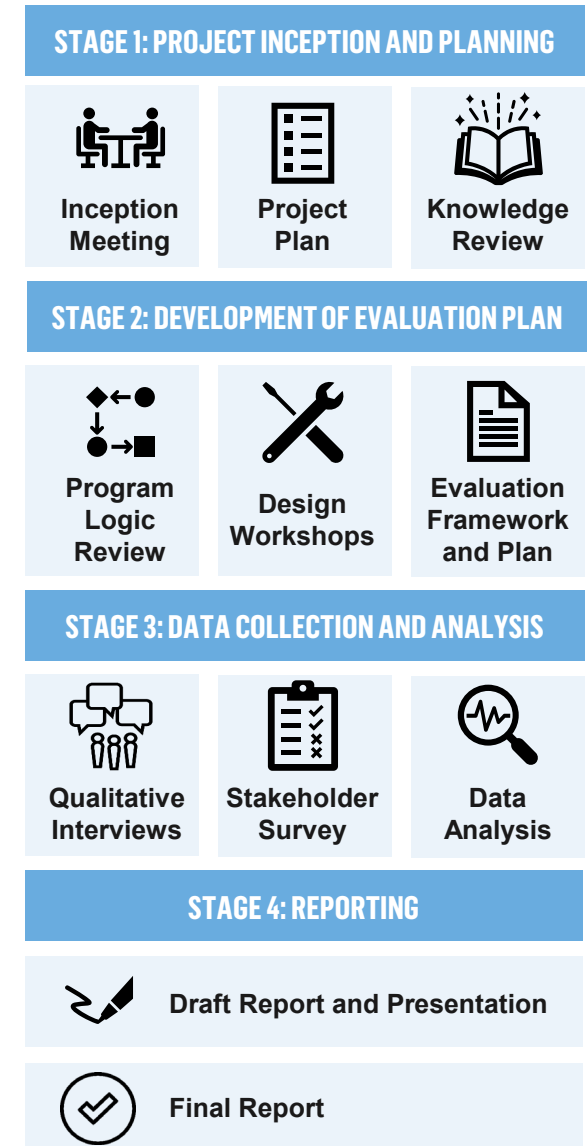 STAGE 1: PROJECT INCEPTION AND PLANNING
Inception
Meeting
Project
Plan
Knowledge
Review
STAGE 2: DEVELOPMENT OF EVALUATION PLAN
Program
Logic
Review
Design
Workshops
Evaluation
Framework
and Plan
STAGE 3: DATA COLLECTION AND ANALYSIS
Qualitative
Interviews
Stakeholder
Survey
Data
Analysis
STAGE 4: REPORTING
Draft Report and Presentation
Final Report